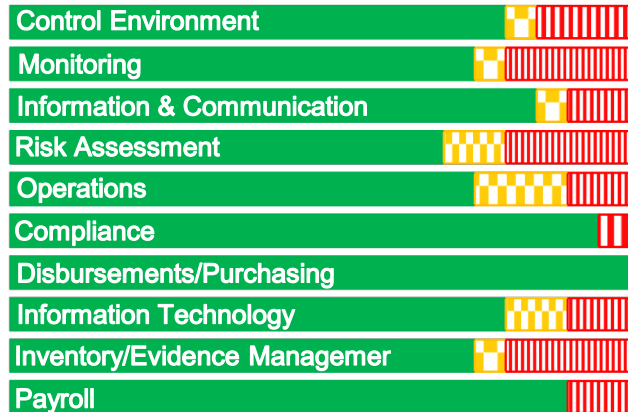 Control Environment
Monitoring
Information & Communication
Risk Assessment
Operations
Compliance
Disbursements/Purchasing
Information Technology
Inventory/Evidence Managemer
Payroll